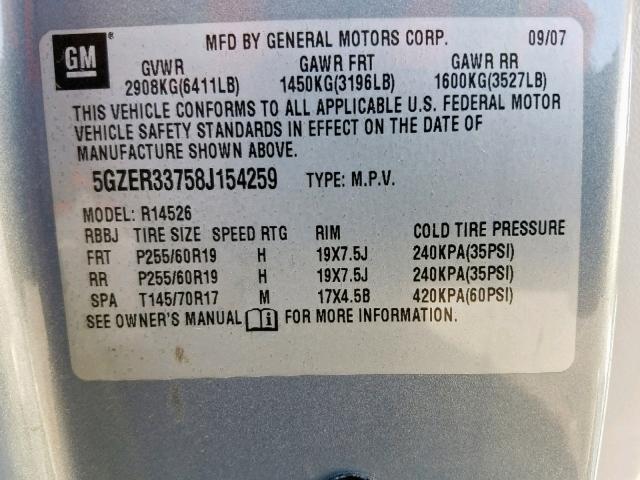 GM
MFD BY GENERAL MOTORS CORP. 09/07
GVWR GAWR FRT GAWR RR
2908KG(6411LB) 1450KG(3196LB) 1600KG(3527LB)
THIS VEHICLE CONFORMS TO ALL APPLICABLE U.S. FEDERAL MOTOR
VEHICLE SAFETY STANDARDS IN EFFECT ON THE DATE OF
MANUFACTURE SHOWN ABOVE.
5GZER33758J154259 TYPE: M.P.V.
MODEL: R14526
RBBJ TIRE SIZE SPEED RTG RIM COLD TIRE PRESSURE
FRT P255/60R19 H 19X7.5J 240KPA(35PSI)
RR P255/60R19 H 19X7.5J 240KPA(35PSI)
SPA T145/70R17 M 17X4.5B 420KPA(60PSI)
SEE OWNER'S MANUAL FOR MORE INFORMATION.